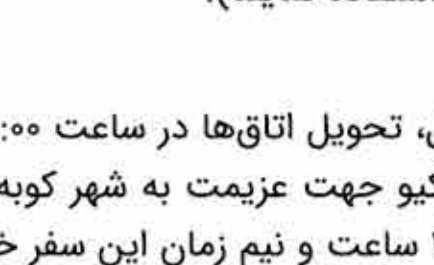 تحویل اتاق‌ها در ساعت ۰۰:
جهت عزیمت به شهر کوبه
ساعت و نیم زمان این سفر